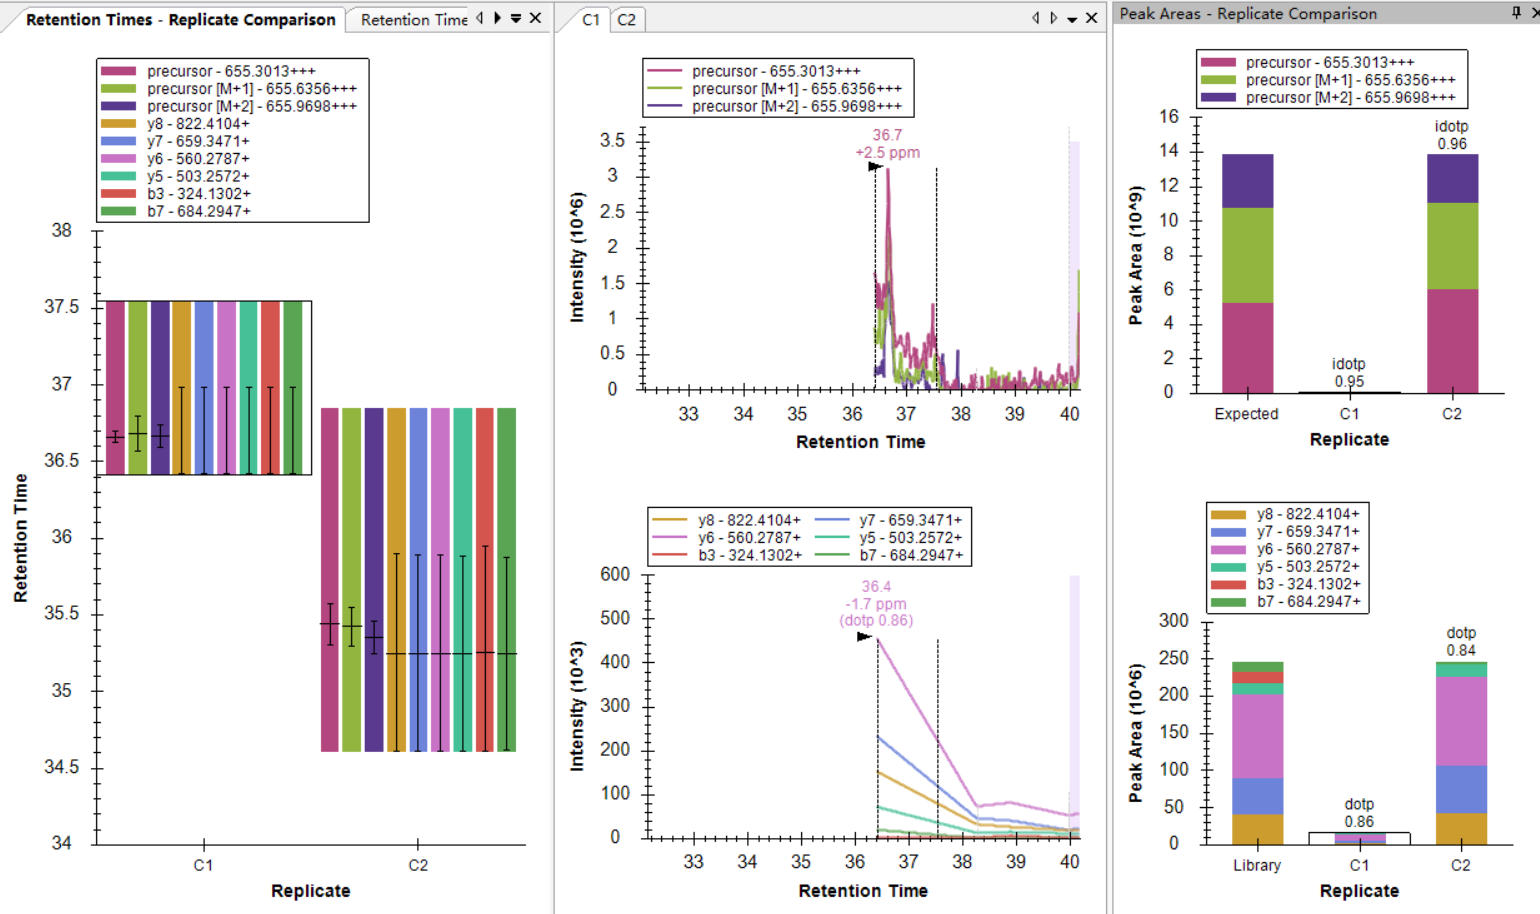 Retention Times - Replicate Comparison
Retention Time
precursor - 655.3013+++
precursor [M+1] - 655.6356+++
precursor [M+2] - 655.9698+++
y8 - 822.4104+
y7 - 659.3471+
y6 - 560.2787+
y5 - 503.2572+
b3 - 324.1302+
b7 - 684.2947+
38
37.5
37
36.5
36
35.5
35
34.5
34
Retention Time
C1
C2
Replicate
C1
C2
precursor - 655.3013+++
precursor [M+1] - 655.6356+++
precursor [M+2] - 655.9698+++
36.7
+2.5 ppm
3.5
3
2.5
2
1.5
1
0.5
0
Intensity (10^6)
33
34
35
36
37
38
39
40
Retention Time
y8 - 822.4104+
y7 - 659.3471+
y6 - 560.2787+
y5 - 503.2572+
b3 - 324.1302+
b7 - 684.2947+
36.4
-1.7 ppm
(dotp 0.86)
600
500
400
300
200
100
0
Intensity (10^3)
33
34
35
36
37
38
39
40
Retention Time
Peak Areas - Replicate Comparison
precursor - 655.3013+++
precursor [M+1] - 655.6356+++
precursor [M+2] - 655.9698+++
16
14
12
10
8
6
4
2
0
Peak Area (10^9)
idotp
0.95
idotp
0.96
Expected
C1
C2
Replicate
y8 - 822.4104+
y7 - 659.3471+
y6 - 560.2787+
y5 - 503.2572+
b3 - 324.1302+
b7 - 684.2947+
300
250
200
150
100
50
0
Peak Area (10^6)
dotp
0.86
dotp
0.84
Library
C1
C2
Replicate